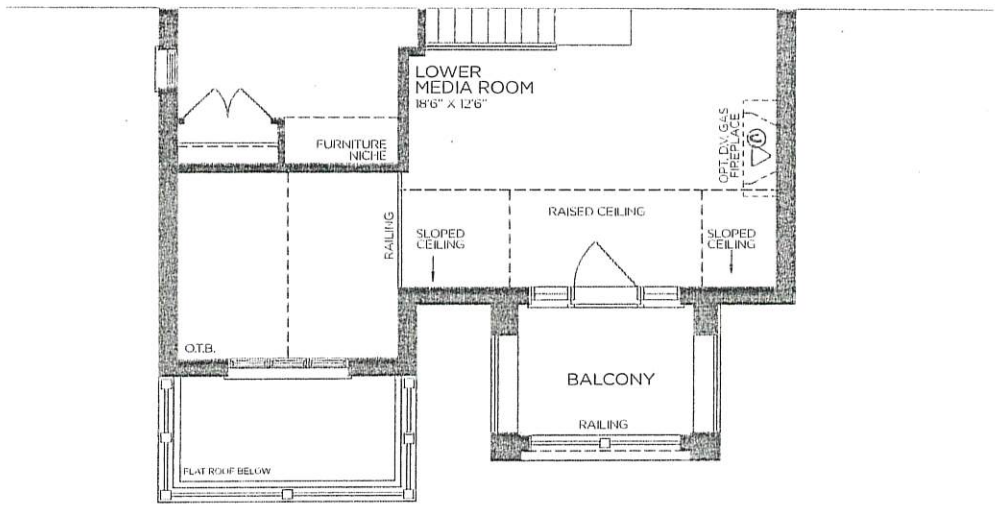 LOWER
MEDIA ROOM
18'6" X 12'6"
FURNITURE
NICHE
OPT. D.V. GAS
FIREPLACE
G
RAILING
SLOPED
CEILING
RAISED CEILING
SLOPED
CEILING
O.T.B.
BALCONY
RAILING
FLAT ROOF BELOW